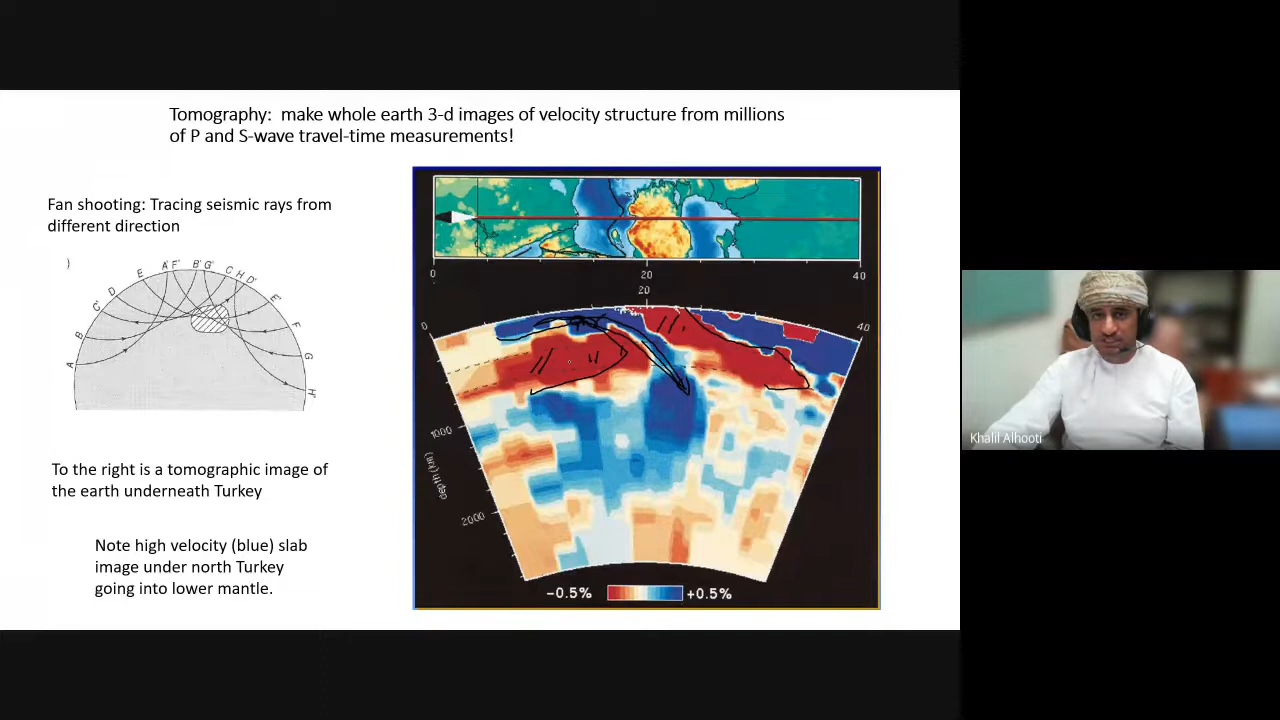 Tomography: make whole earth 3-d images of velocity structure from millions
of P and S-wave travel-time measurements!
Fan shooting: Tracing seismic rays from
different direction
)
A B C' D E A' F' B' G' C H D' E' F G H'
To the right is a tomographic image of
the earth underneath Turkey
Note high velocity (blue) slab
image under north Turkey
going into lower mantle.
0 20 40
20
0 40
1000
depth (km)
2000
-0.5% +0.5%
Khalil Alhooti